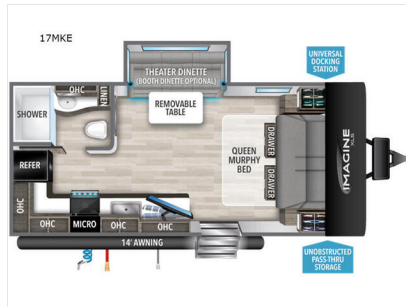 17MKE
UNIVERSAL
DOCKING
STATION
OHC
LINEN
THEATER DINETTE
(BOOTH DINETTE OPTIONAL)
SHOWER
REMOVABLE
TABLE
REFER
DRAWER
QUEEN
MURPHY
BED
DRAWER
IMAGINE
XLS
OHC
OHC
MICRO
OHC
OHC
14' AWNING
UNOBSTRUCTED
PASS-THRU
STORAGE